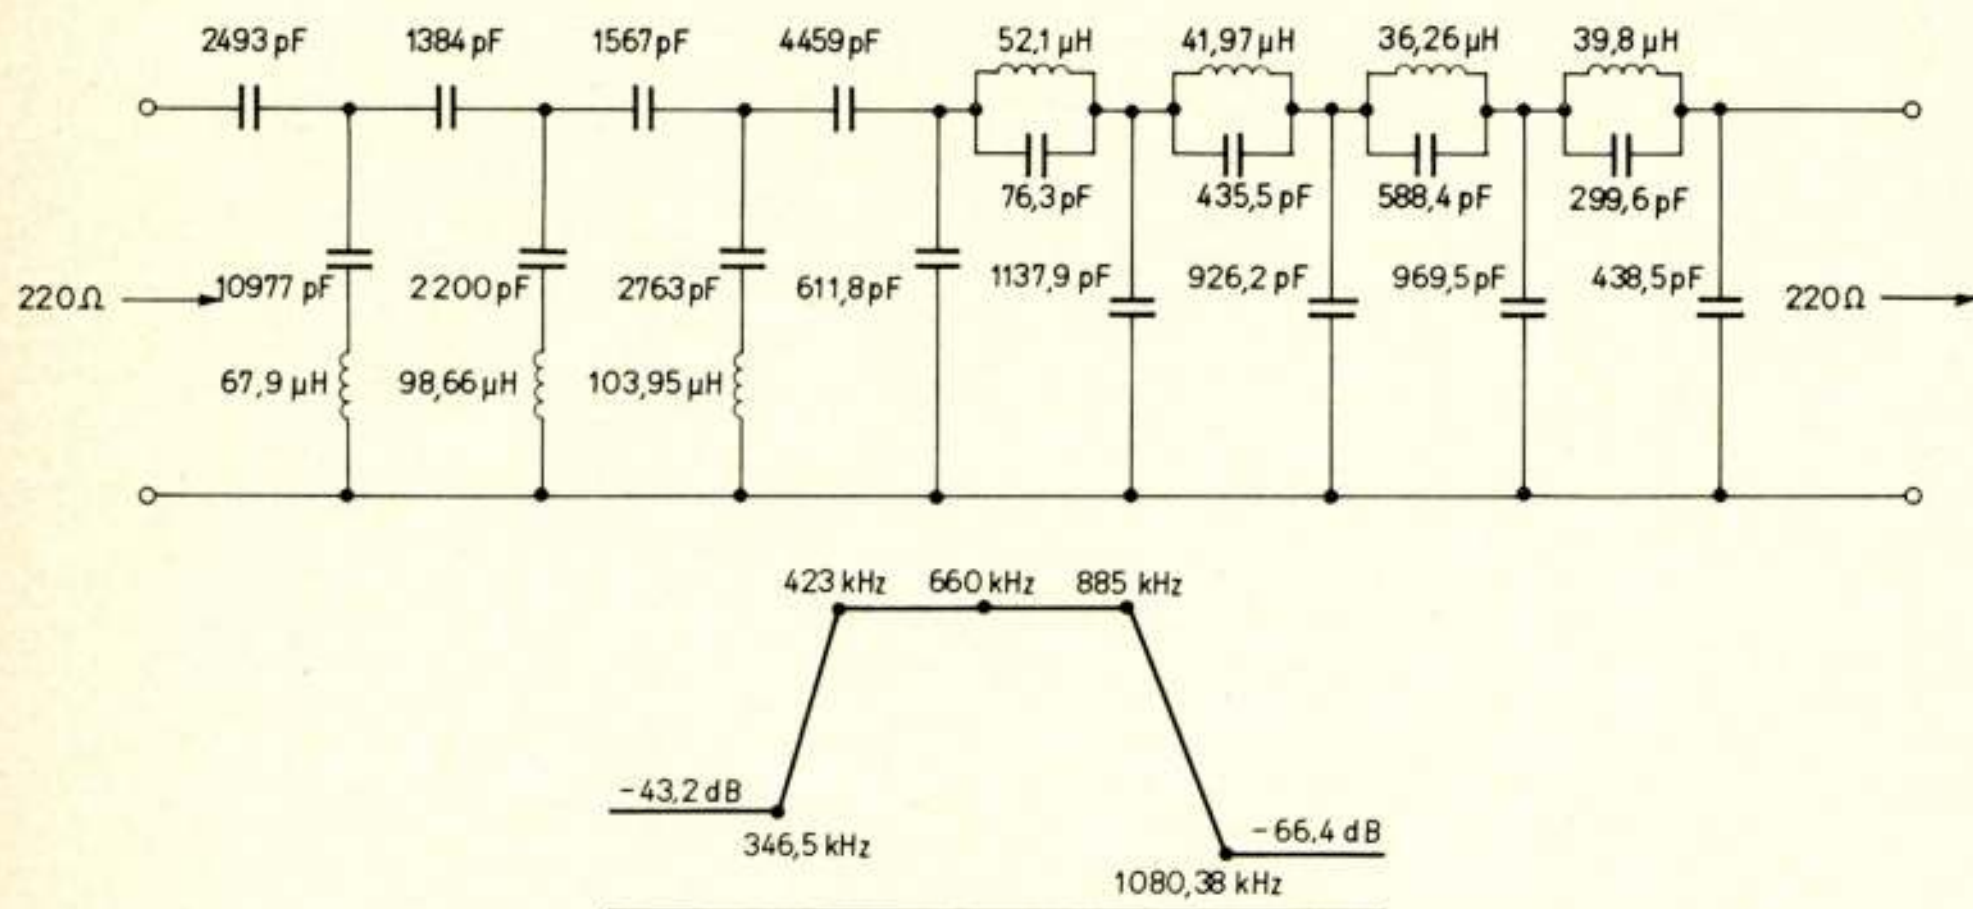 2493 pF 1384 pF 1567 pF 4459 pF 52,1 µH 41,97 µH 36,26 µH 39,8 µH
76,3 pF 435,5 pF 588,4 pF 299,6 pF
220Ω 10977 pF 2200 pF 2763 pF 611,8 pF 1137,9 pF 926,2 pF 969,5 pF 438,5 pF 220Ω
67,9 µH 98,66 µH 103,95 µH
423 kHz 660 kHz 885 kHz
-43,2 dB
346,5 kHz
-66,4 dB
1080,38 kHz